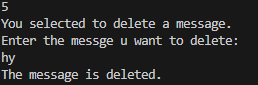 5
You selected to delete a message.
Enter the messge u want to delete:
hy
The message is deleted.